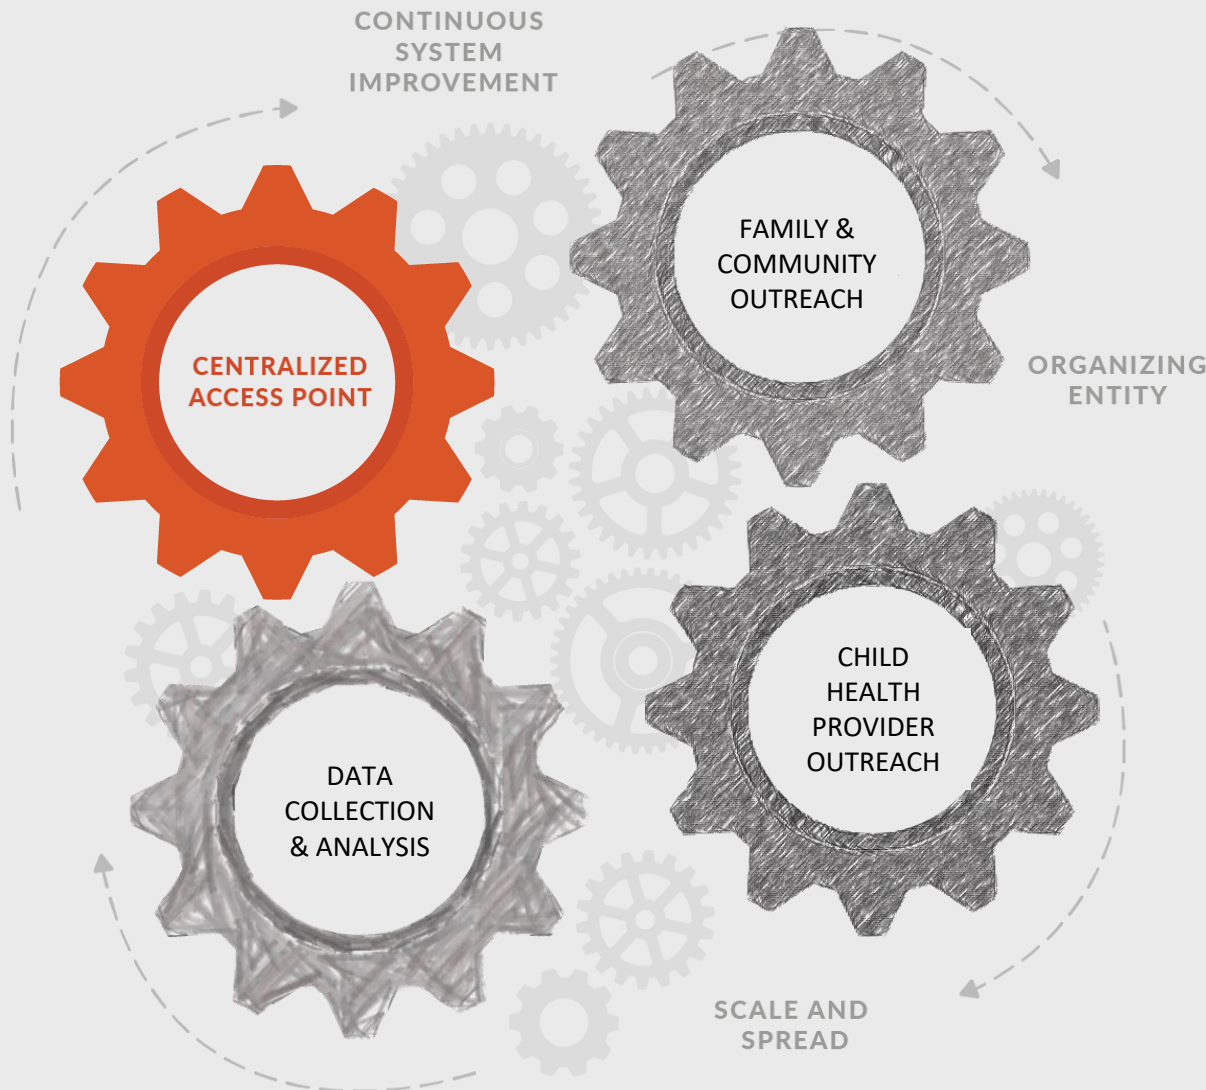 CONTINUOUS
SYSTEM
IMPROVEMENT
FAMILY &
COMMUNITY
OUTREACH
CENTRALIZED
ACCESS POINT
ORGANIZING
ENTITY
CHILD
HEALTH
PROVIDER
OUTREACH
DATA
COLLECTION
& ANALYSIS
SCALE AND
SPREAD